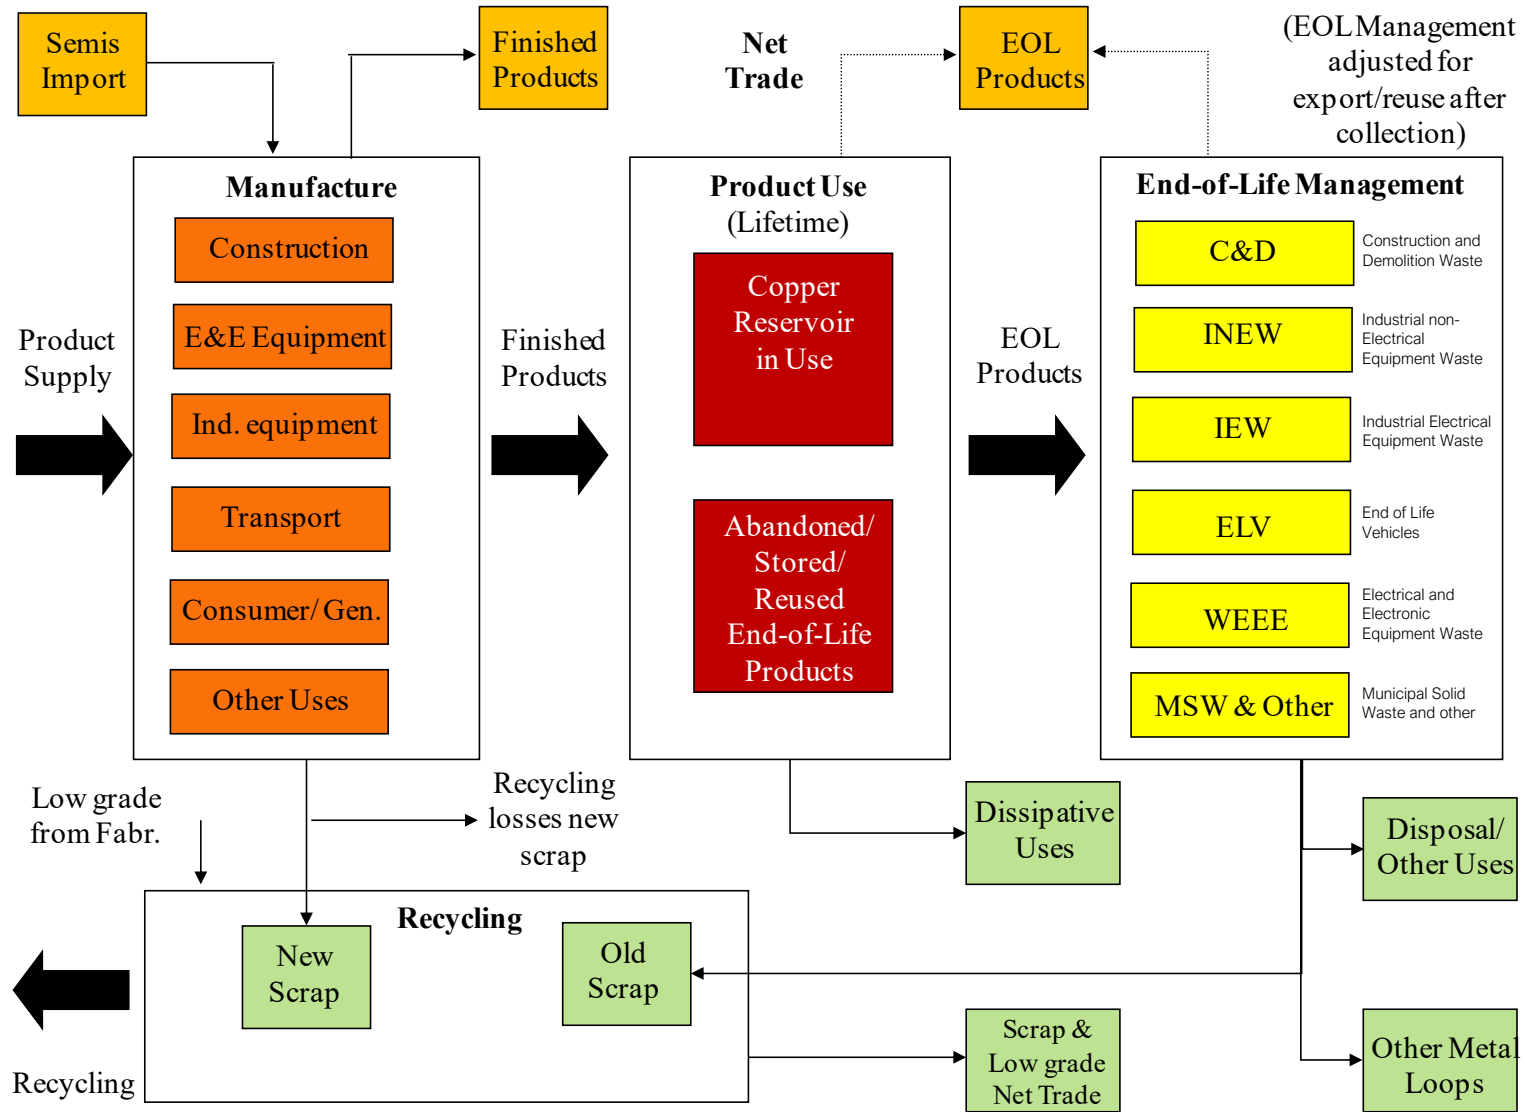 Semis
Import
Finished
Products
Net
Trade
EOL
Products
(EOL Management
adjusted for
export/reuse after
collection)
Manufacture
Construction
E&E Equipment
Ind. equipment
Transport
Consumer/ Gen.
Other Uses
Product
Supply
Finished
Products
Product Use
(Lifetime)
Copper
Reservoir
in Use
Abandoned/
Stored/
Reused
End-of-Life
Products
EOL
Products
End-of-Life Management
C&D
Construction and
Demolition Waste
INEW
Industrial non-
Electrical
Equipment Waste
IEW
Industrial Electrical
Equipment Waste
ELV
End of Life
Vehicles
WEEE
Electrical and
Electronic
Equipment Waste
MSW & Other
Municipal Solid
Waste and other
Low grade
from Fabr.
Recycling
losses new
scrap
Dissipative
Uses
Disposal/
Other Uses
Recycling
New
Scrap
Old
Scrap
Recycling
Scrap &
Low grade
Net Trade
Other Metal
Loops